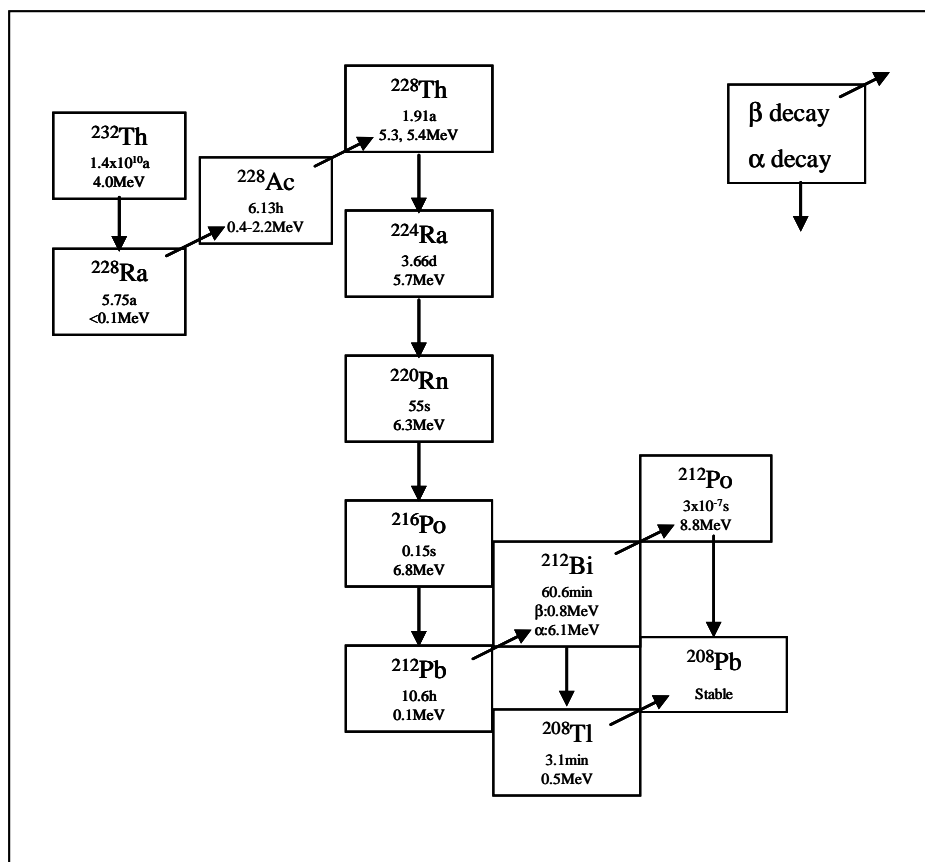 ²²⁸Th
1.91a
5.3, 5.4MeV
β decay
α decay
²³²Th
1.4x10¹⁰a
4.0MeV
²²⁸Ac
6.13h
0.4-2.2MeV
²²⁸Ra
5.75a
<0.1MeV
²²⁴Ra
3.66d
5.7MeV
²²⁰Rn
55s
6.3MeV
²¹²Po
3x10⁻⁷s
8.8MeV
²¹⁶Po
0.15s
6.8MeV
²¹²Bi
60.6min
β:0.8MeV
α:6.1MeV
²¹²Pb
10.6h
0.1MeV
²⁰⁸Pb
Stable
²⁰⁸Tl
3.1min
0.5MeV